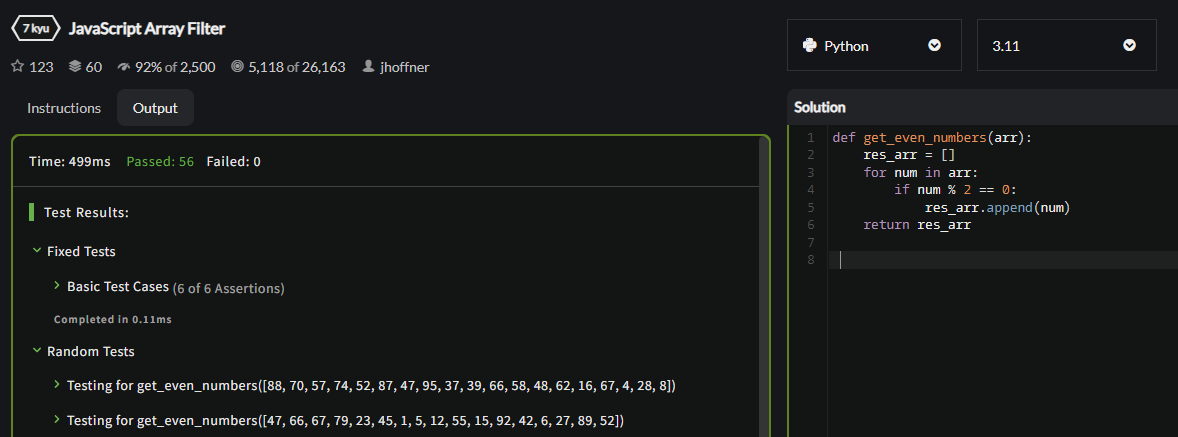 7 kyu JavaScript Array Filter
123 60 92% of 2,500 5,118 of 26,163 jhoffner
Python
3.11
Instructions Output
Time: 499ms Passed: 56 Failed: 0
Test Results:
Fixed Tests
Basic Test Cases (6 of 6 Assertions)
Completed in 0.11ms
Random Tests
Testing for get_even_numbers([88, 70, 57, 74, 52, 87, 47, 95, 37, 39, 66, 58, 48, 62, 16, 67, 4, 28, 8])
Testing for get_even_numbers([47, 66, 67, 79, 23, 45, 1, 5, 12, 55, 15, 92, 42, 6, 27, 89, 52])
Solution
1 def get_even_numbers(arr):
2     res_arr = []
3     for num in arr:
4         if num % 2 == 0:
5             res_arr.append(num)
6     return res_arr
7
8